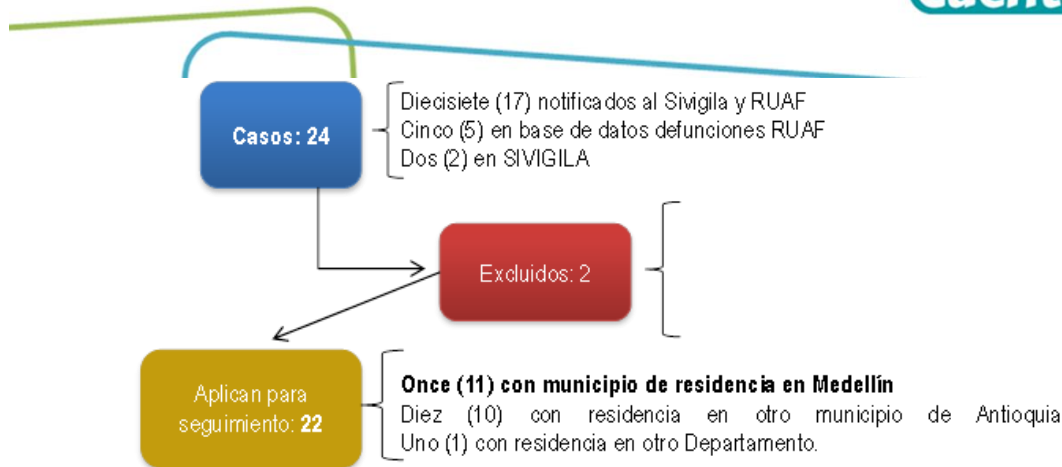 Diecisiete (17) notificados al Sivigila y RUAF
Casos: 24
Cinco (5) en base de datos defunciones RUAF
Dos (2) en SIVIGILA
Excluidos: 2
Aplican para
seguimiento: 22
Once (11) con municipio de residencia en Medellín
Diez (10) con residencia en otro municipio de Antioquia
Uno (1) con residencia en otro Departamento.